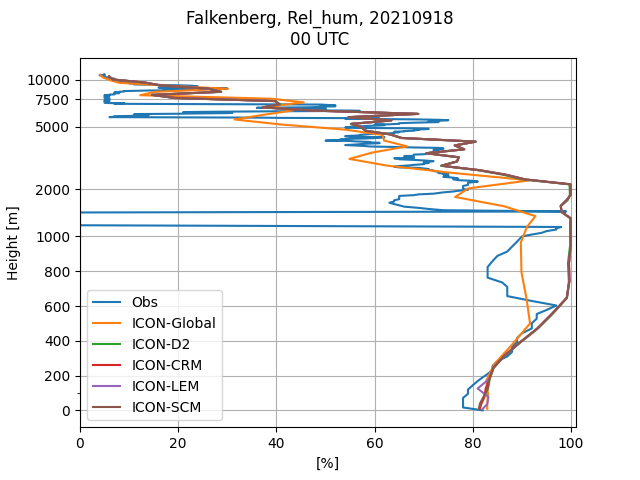 Falkenberg, Rel_hum, 20210918
00 UTC
10000
7500
5000
2000
1000
800
600
400
200
0
Height [m]
Obs
ICON-Global
ICON-D2
ICON-CRM
ICON-LEM
ICON-SCM
0
20
40
60
80
100
[%]